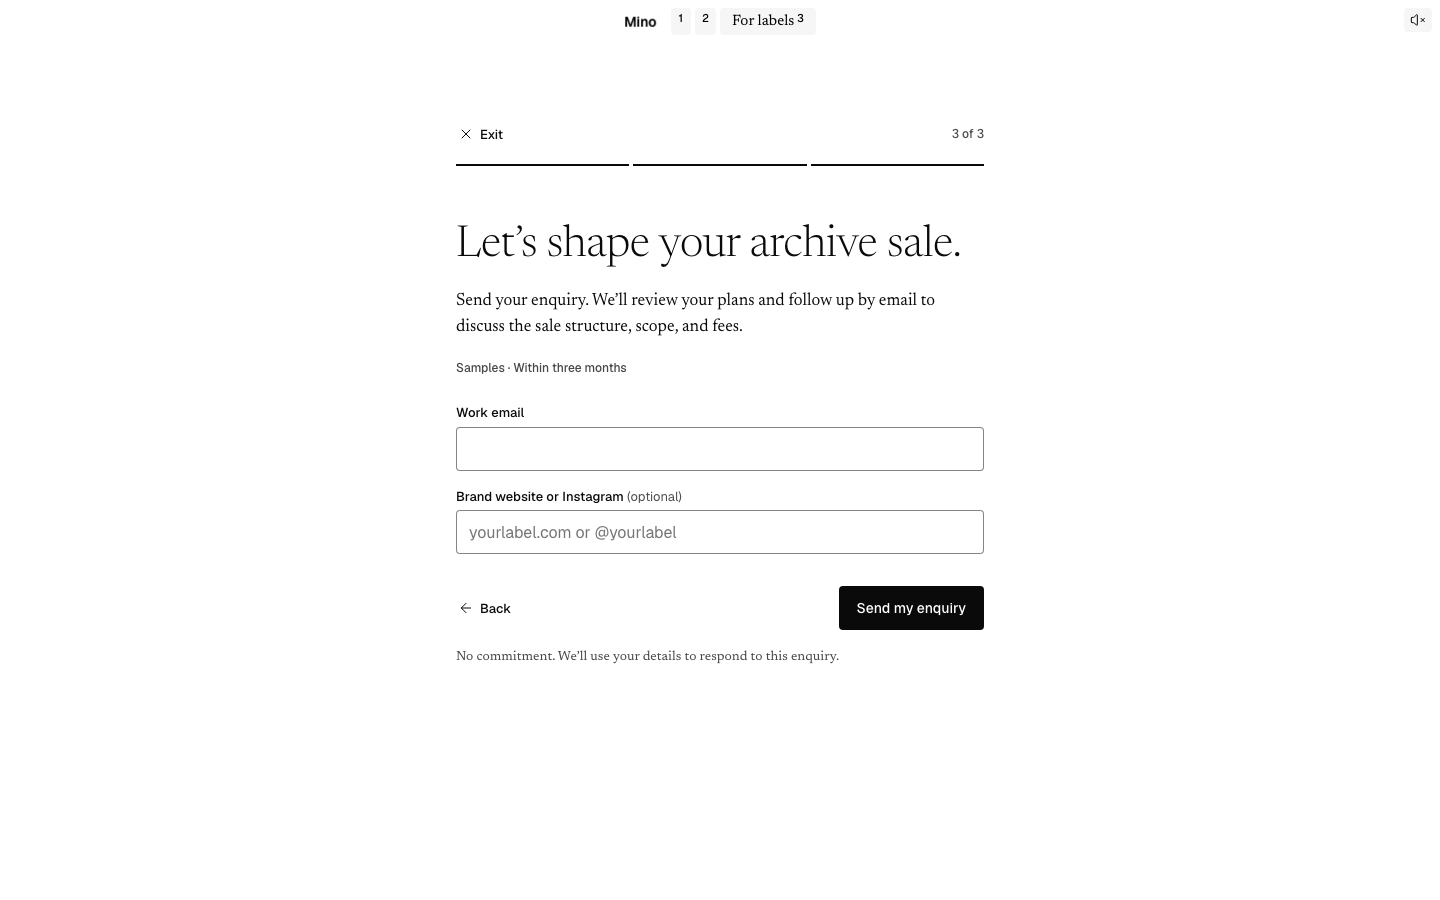 Mino
1
2
For labels 3
Exit
3 of 3
Let’s shape your archive sale.
Send your enquiry. We’ll review your plans and follow up by email to
discuss the sale structure, scope, and fees.
Samples · Within three months
Work email
Brand website or Instagram (optional)
yourlabel.com or @yourlabel
Back
Send my enquiry
No commitment. We’ll use your details to respond to this enquiry.